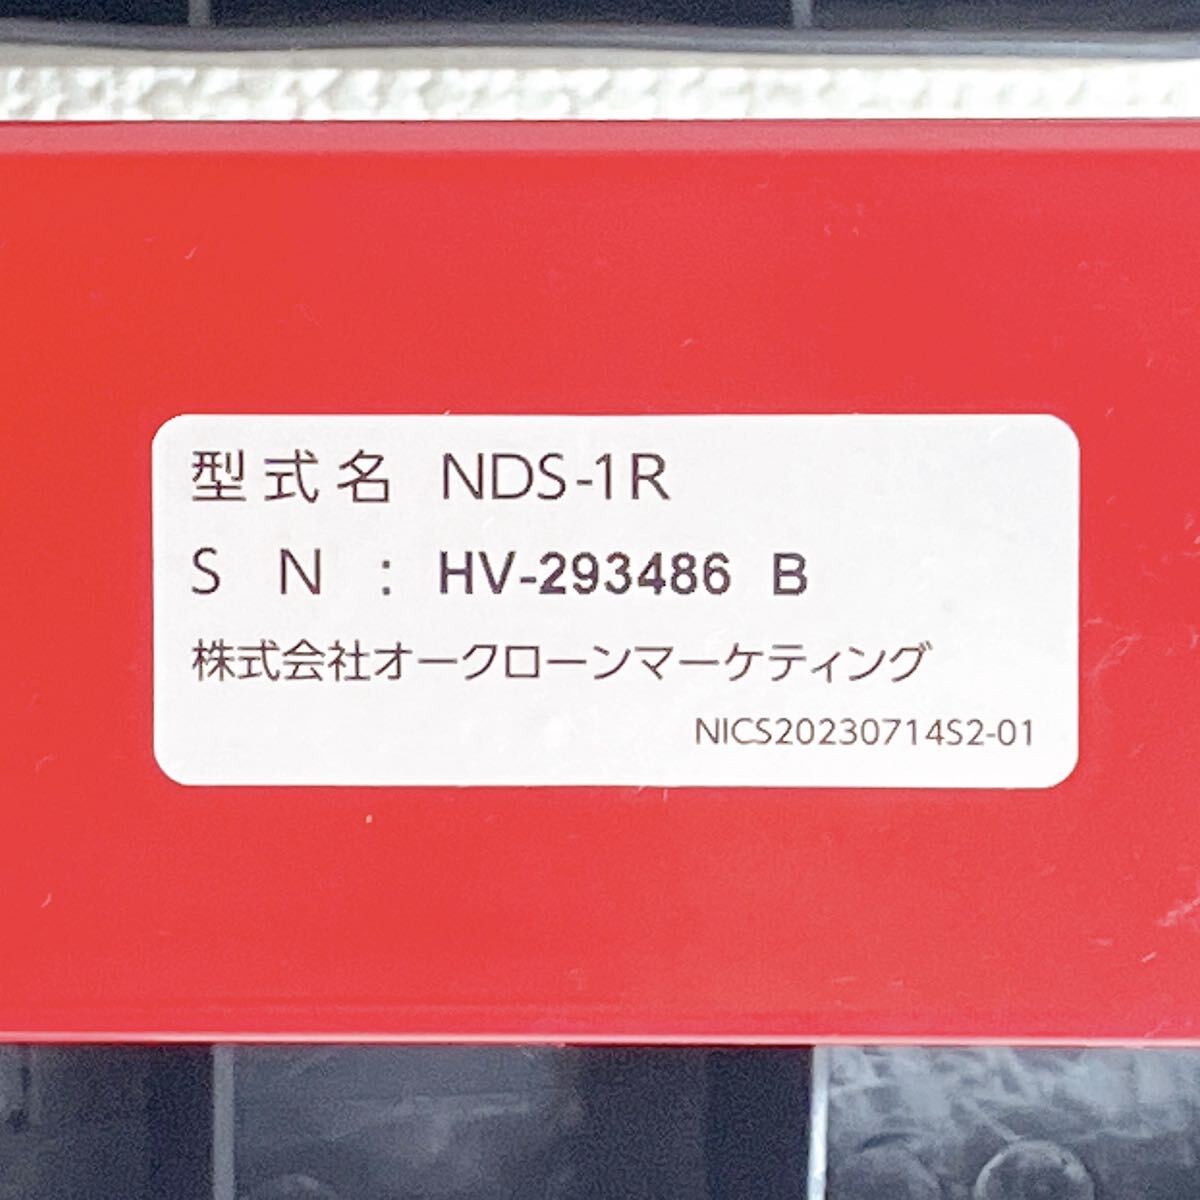 型式名 NDS-1R
S N : HV-293486 B
株式会社オークローンマーケティング
NICS20230714S2-01